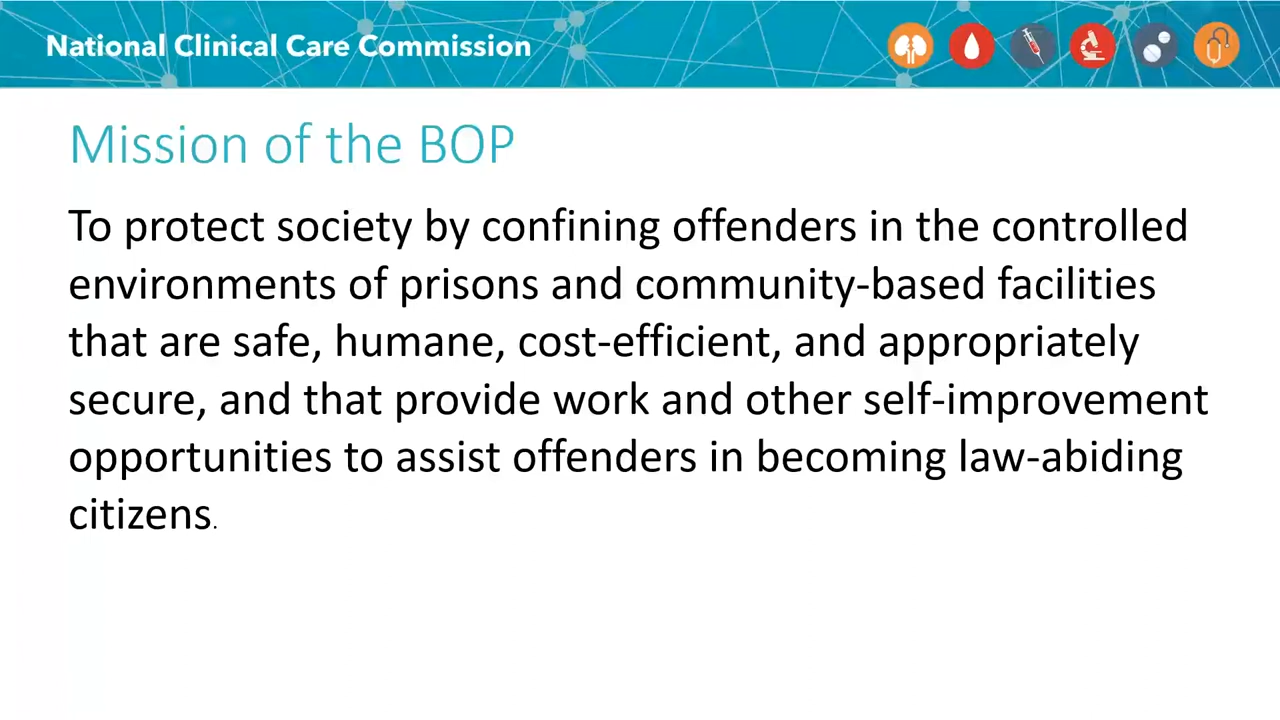 National Clinical Care Commission
Mission of the BOP
To protect society by confining offenders in the controlled
environments of prisons and community-based facilities
that are safe, humane, cost-efficient, and appropriately
secure, and that provide work and other self-improvement
opportunities to assist offenders in becoming law-abiding
citizens.